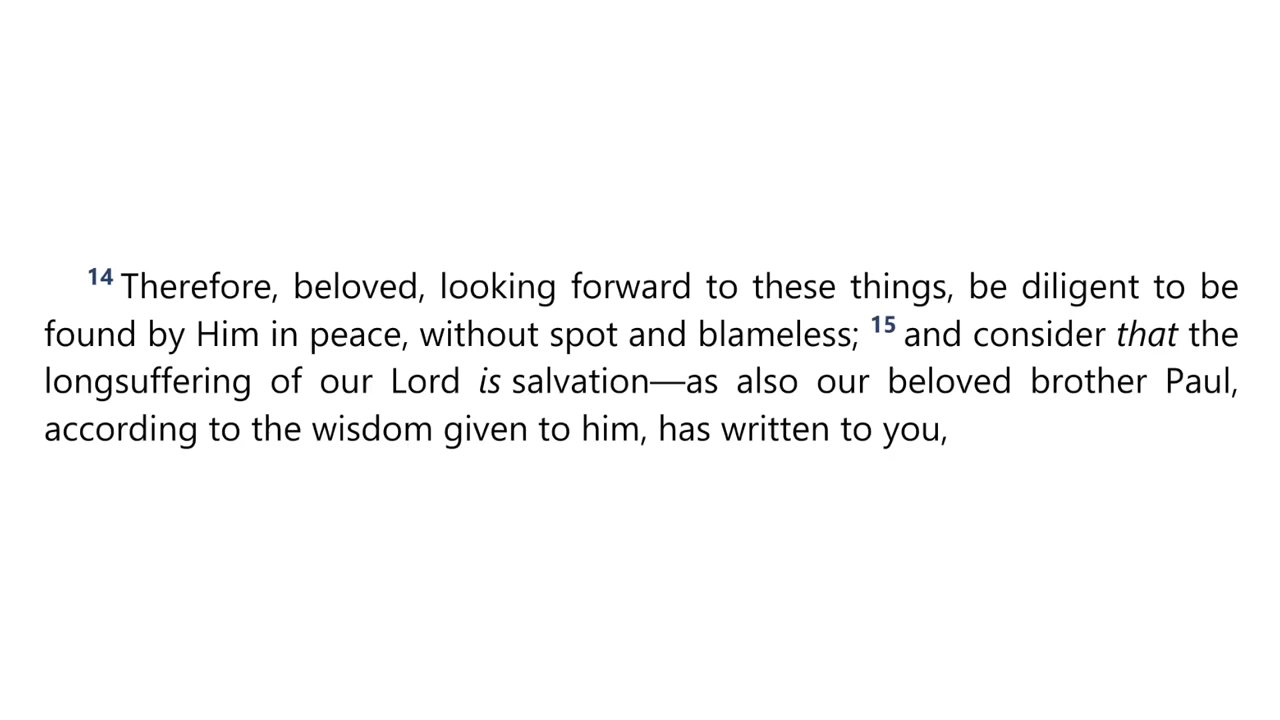 14 Therefore, beloved, looking forward to these things, be diligent to be
found by Him in peace, without spot and blameless; 15 and consider that the
longsuffering of our Lord is salvation—as also our beloved brother Paul,
according to the wisdom given to him, has written to you,